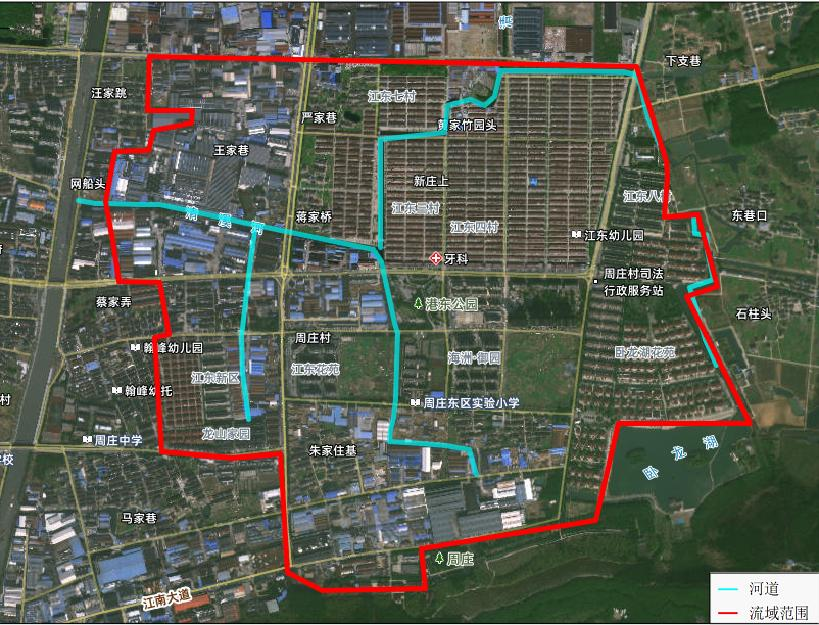 下支巷
汪家跳
江东七村
严家巷
黄家竹园头
王家巷
新庄上
网船头
江东八村
江东二村
清溪河
蒋家桥
江东四村
东巷口
江东幼儿园
牙科
周庄村司法
行政服务站
蔡家弄
港东公园
石柱头
周庄村
翰峰幼儿园
卧龙湖花苑
海洲·御园
江东花苑
江东新区
翰峰幼托
村
周庄东区实验小学
龙山家园
周庄中学
卧龙湖
朱家住基
学校
马家巷
周庄
江南大道
河道
流域范围